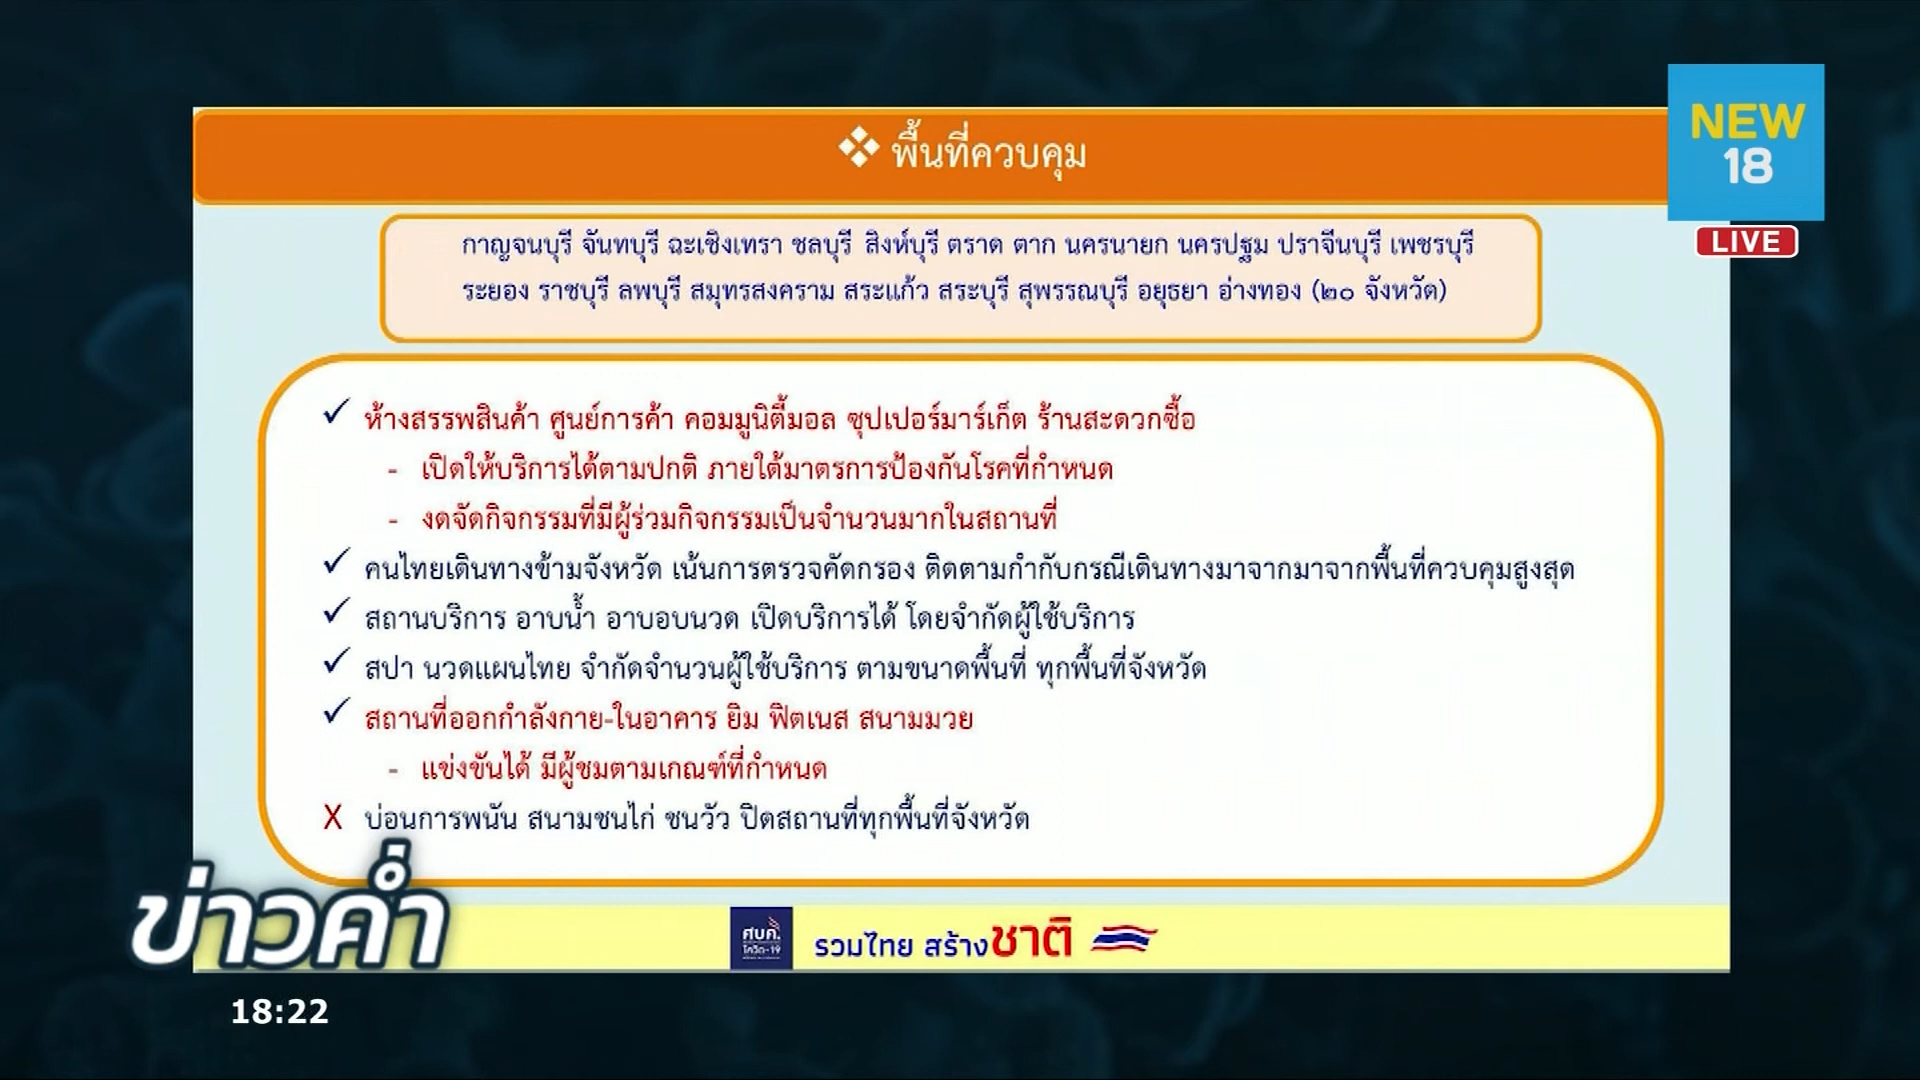 ❖ พื้นที่ควบคุม
NEW
18
LIVE
กาญจนบุรี จันทบุรี ฉะเชิงเทรา ชลบุรี สิงห์บุรี ตราด ตาก นครนายก นครปฐม ปราจีนบุรี เพชรบุรี
ระยอง ราชบุรี ลพบุรี สมุทรสงคราม สระแก้ว สระบุรี สุพรรณบุรี อยุธยา อ่างทอง (๒๐ จังหวัด)
✓ ห้างสรรพสินค้า ศูนย์การค้า คอมมูนิตี้มอล ซุปเปอร์มาร์เก็ต ร้านสะดวกซื้อ
- เปิดให้บริการได้ตามปกติ ภายใต้มาตรการป้องกันโรคที่กำหนด
- งดจัดกิจกรรมที่มีผู้ร่วมกิจกรรมเป็นจำนวนมากในสถานที่
✓ คนไทยเดินทางข้ามจังหวัด เน้นการตรวจคัดกรอง ติดตามกำกับกรณีเดินทางมาจากมาจากพื้นที่ควบคุมสูงสุด
✓ สถานบริการ อาบน้ำ อาบอบนวด เปิดบริการได้ โดยจำกัดผู้ใช้บริการ
✓ สปา นวดแผนไทย จำกัดจำนวนผู้ใช้บริการ ตามขนาดพื้นที่ ทุกพื้นที่จังหวัด
✓ สถานที่ออกกำลังกาย-ในอาคาร ยิม ฟิตเนส สนามมวย
- แข่งขันได้ มีผู้ชมตามเกณฑ์ที่กำหนด
X บ่อนการพนัน สนามชนไก่ ชนวัว ปิดสถานที่ทุกพื้นที่จังหวัด
ข่าวค่ำ
ศบค.
โควิด-19
รวมไทย สร้างชาติ
18:22